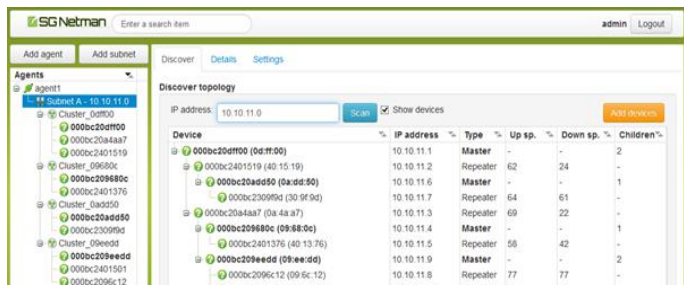 SG Netman Enter a search item admin Logout
Add agent Add subnet
Agents
agent1
Subnet A - 10.10.11.0
Cluster_0dff00
000bc20dff00
000bc20a4aa7
000bc2401519
Cluster_09680c
000bc209680c
000bc2401376
Cluster_0add50
000bc20add50
000bc2309f9d
Cluster_09eedd
000bc209eedd
000bc2401501
000bc2096c12
Discover Details Settings
Discover topology
IP address: 10.10.11.0 Scan Show devices Add devices
Device IP address Type Up sp. Down sp. Children
000bc20dff00 (0d:ff:00) 10.10.11.1 Master - - 2
000bc2401519 (40:15:19) 10.10.11.2 Repeater 62 24 -
000bc20add50 (0a:dd:50) 10.10.11.6 Master - - 1
000bc2309f9d (30:9f:9d) 10.10.11.7 Repeater 64 61 -
000bc20a4aa7 (0a:4a:a7) 10.10.11.3 Repeater 69 22 -
000bc209680c (09:68:0c) 10.10.11.4 Master - - 1
000bc2401376 (40:13:76) 10.10.11.5 Repeater 58 42 -
000bc209eedd (09:ee:dd) 10.10.11.9 Master - - 2
000bc2096c12 (09:6c:12) 10.10.11.8 Repeater 77 77 -